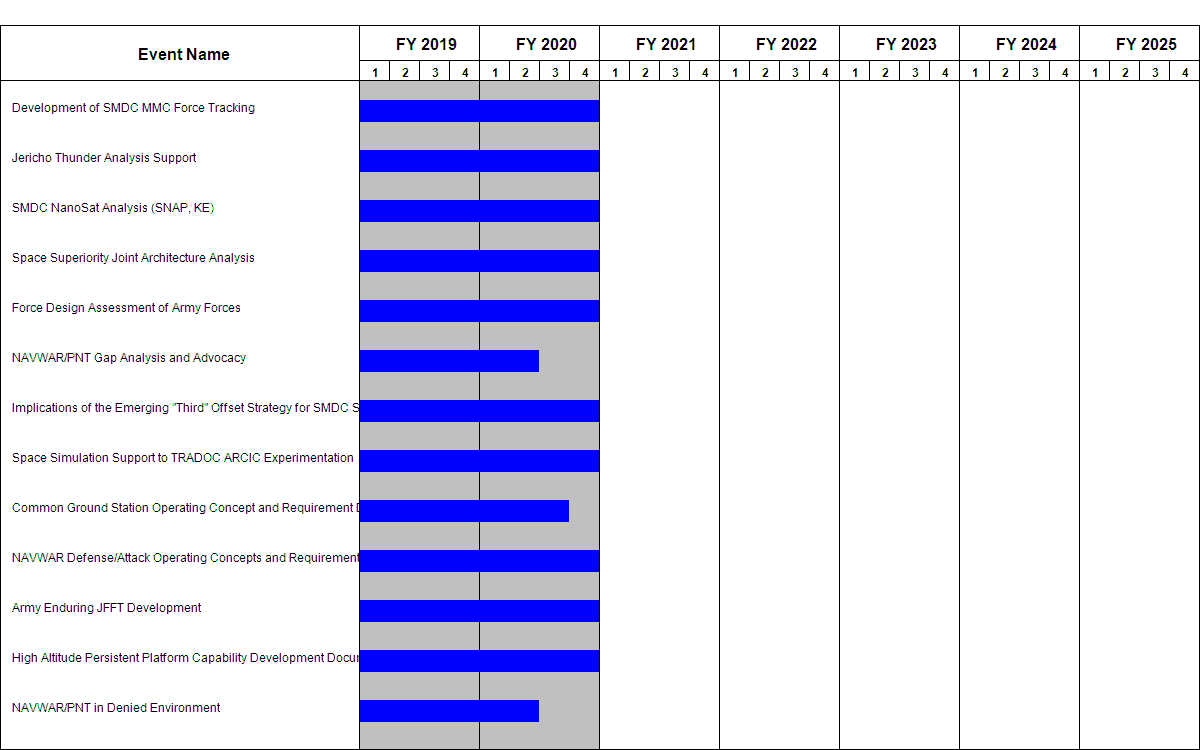 Event Name
FY 2019 FY 2020 FY 2021 FY 2022 FY 2023 FY 2024 FY 2025
1 2 3 4 1 2 3 4 1 2 3 4 1 2 3 4 1 2 3 4 1 2 3 4 1 2 3 4
Development of SMDC MMC Force Tracking
Jericho Thunder Analysis Support
SMDC NanoSat Analysis (SNAP, KE)
Space Superiority Joint Architecture Analysis
Force Design Assessment of Army Forces
NAVWAR/PNT Gap Analysis and Advocacy
Implications of the Emerging "Third" Offset Strategy for SMDC S
Space Simulation Support to TRADOC ARCIC Experimentation
Common Ground Station Operating Concept and Requirement D
NAVWAR Defense/Attack Operating Concepts and Requirement
Army Enduring JFFT Development
High Altitude Persistent Platform Capability Development Docu
NAVWAR/PNT in Denied Environment